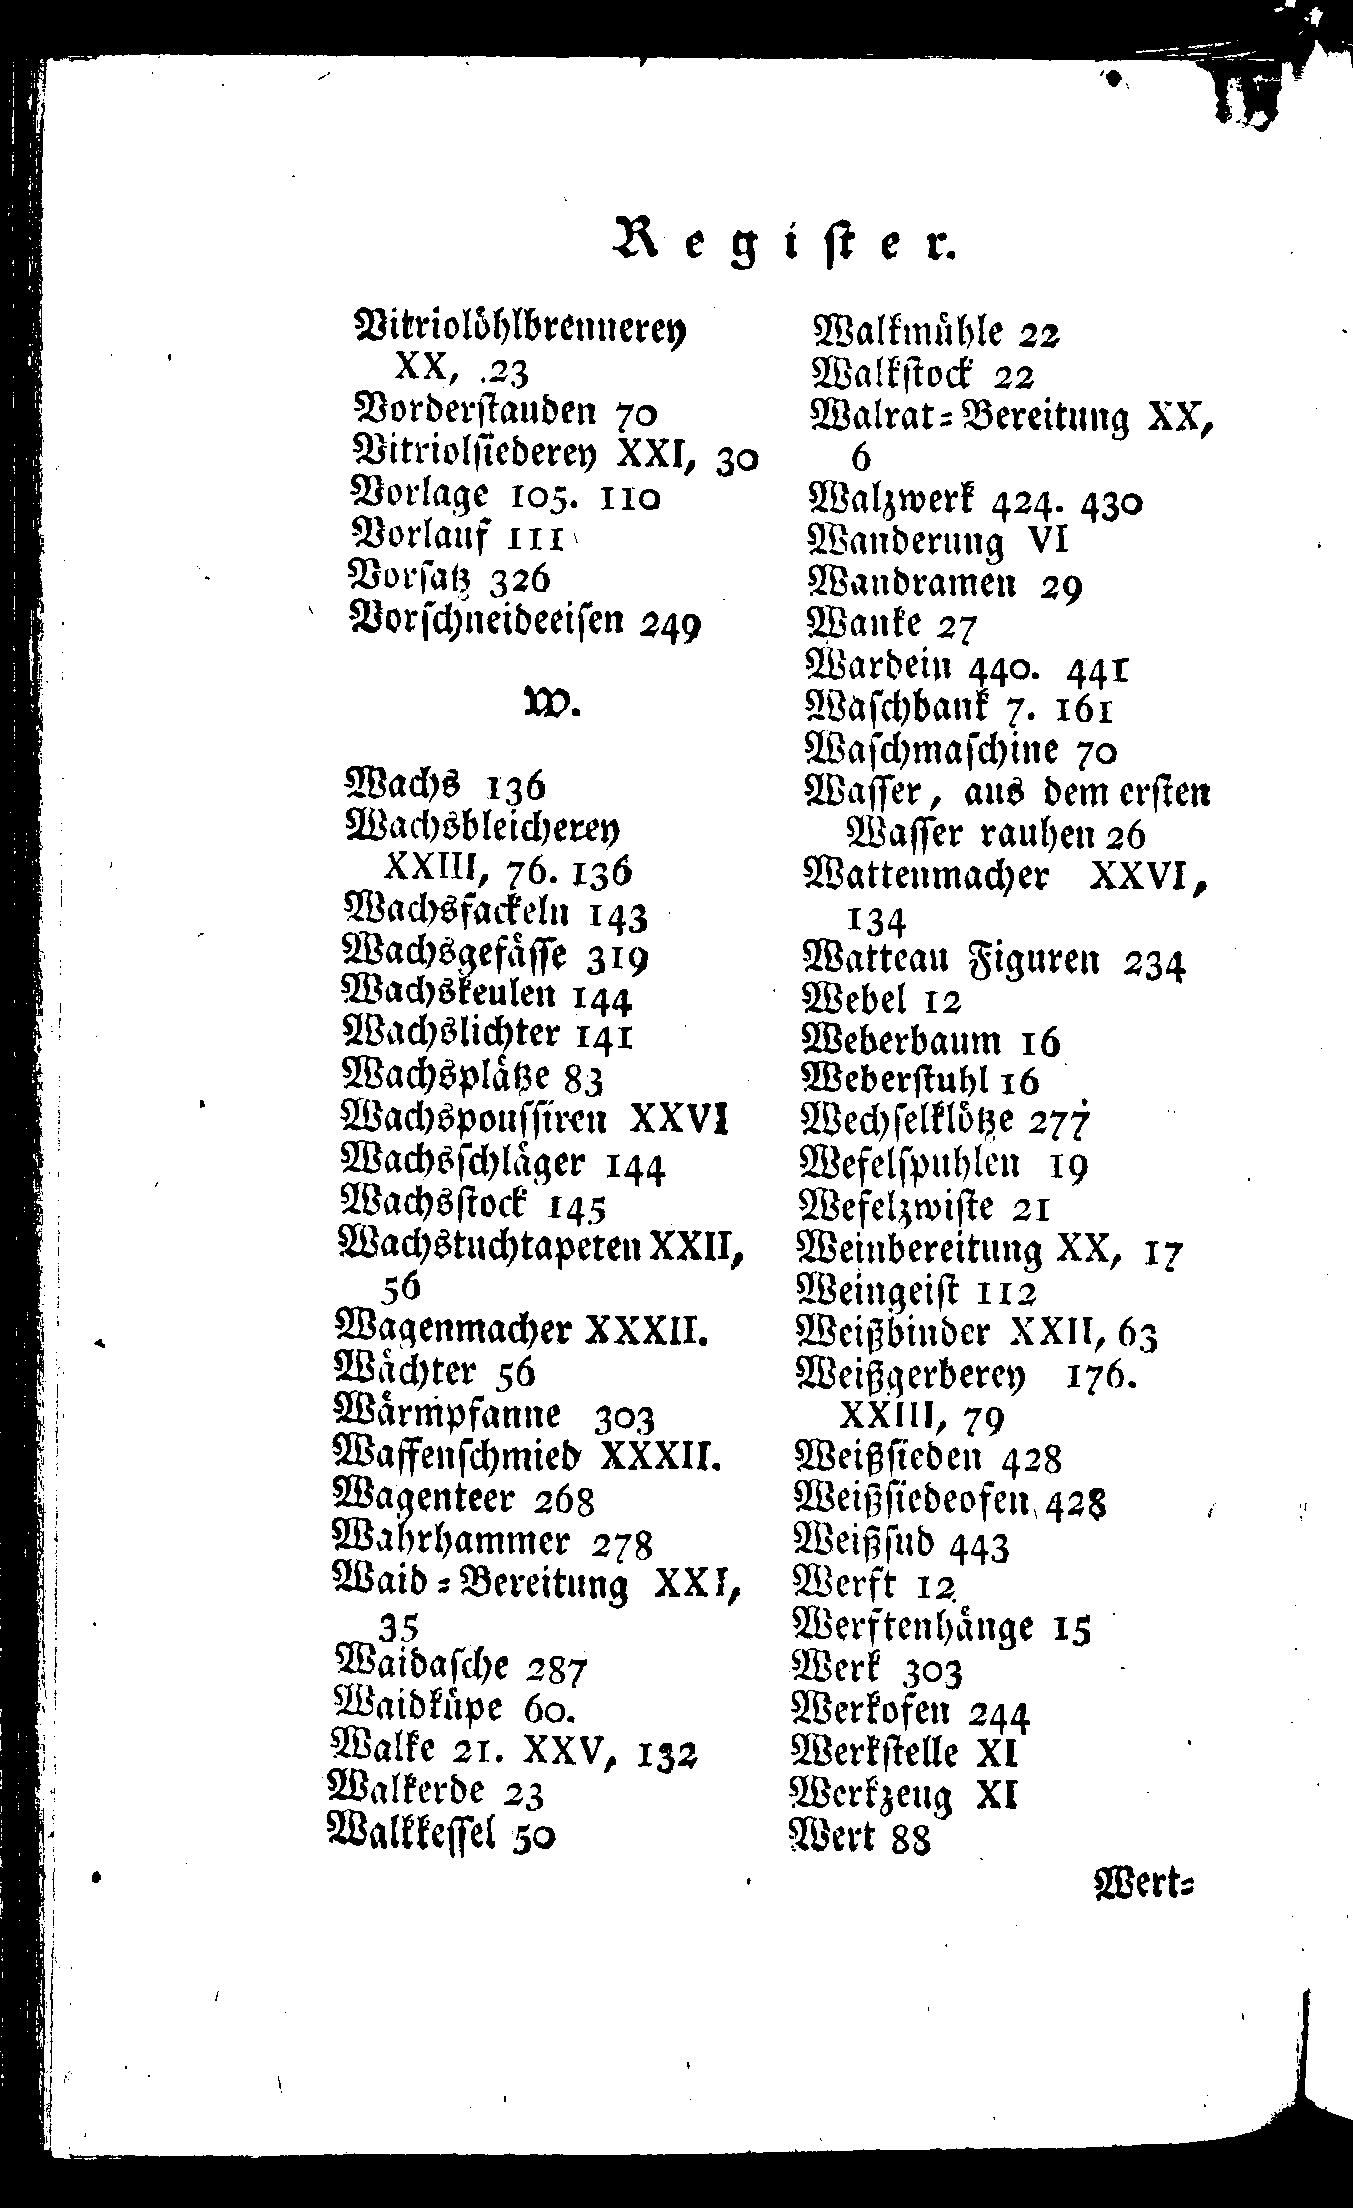 Register.
Vitriolöhlbrennerey
XX, 23
Vorderstauden 70
Vitriolsiederey XXI, 30
Vorlage 105. 110
Vorlauf 111
Vorsatz 326
Vorschneideeisen 249
W.
Wachs 136
Wachsbleicherey
XXIII, 76. 136
Wachsfackeln 143
Wachsgefässe 319
Wachskeulen 144
Wachslichter 141
Wachsplätze 83
Wachspoussiren XXVI
Wachsschläger 144
Wachsstock 145
Wachstuchtapeten XXII,
56
Wagenmacher XXXII.
Wächter 56
Wärmpfanne 303
Waffenschmied XXXII.
Wagenteer 268
Wahrhammer 278
Waid-Bereitung XXI,
35
Waidasche 287
Waidküpe 60.
Walke 21. XXV, 132
Walkerde 23
Walkkessel 50
Walkmühle 22
Walkstock 22
Walrat-Bereitung XX,
6
Walzwerk 424. 430
Wanderung VI
Wandramen 29
Wanke 27
Wardein 440. 441
Waschbank 7. 161
Waschmaschine 70
Wasser, aus dem ersten
Wasser rauhen 26
Wattenmacher XXVI,
134
Watteau Figuren 234
Webel 12
Weberbaum 16
Weberstuhl 16
Wechselklötze 277
Wefelspuhlen 19
Wefelzwiste 21
Weinbereitung XX, 17
Weingeist 112
Weißbinder XXII, 63
Weißgerberey 176.
XXIII, 79
Weißsieden 428
Weißsiedeofen 428
Weißsud 443
Werft 12
Werftenhänge 15
Werk 303
Werkofen 244
Werkstelle XI
Werkzeug XI
Wert 88
Wert-